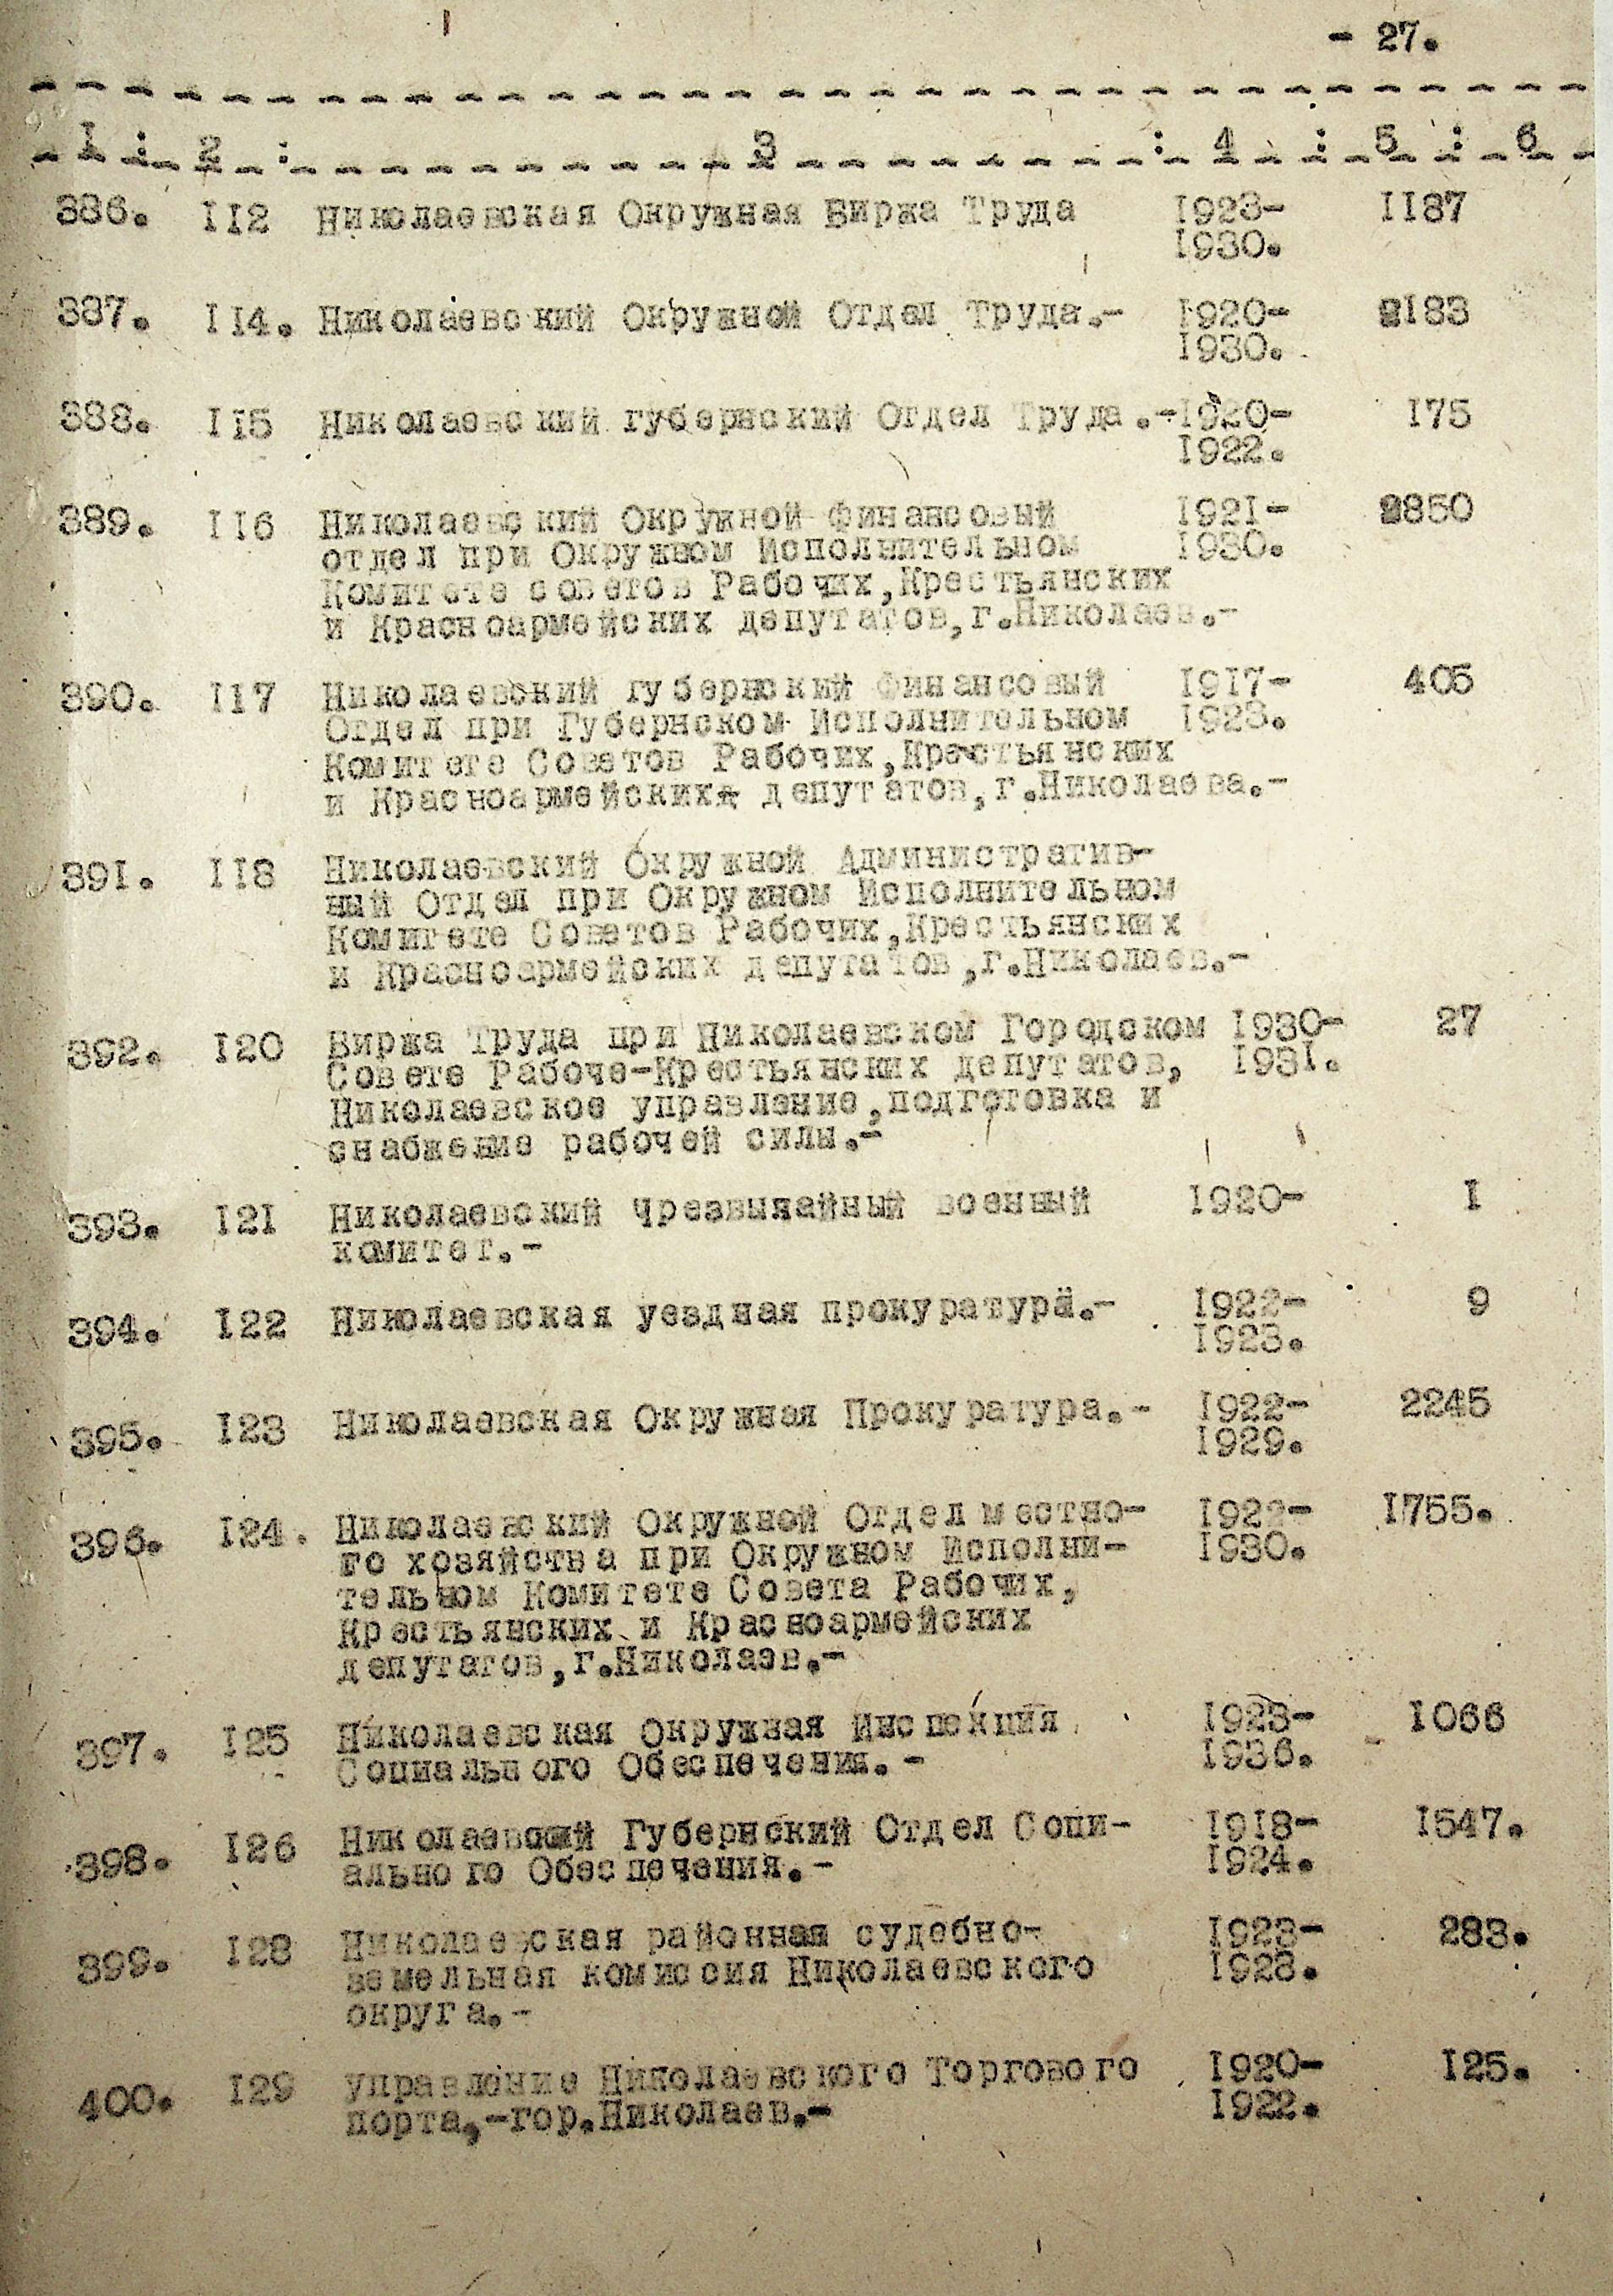 - 27.
1 : 2 : 3 : 4 : 5 : 6
386. 112 Николаевская Окружная Биржа Труда 1923- 1187
1930.
387. 114. Николаевский Окружной Отдел Труда.- 1920- 2183
1930.
388. 115 Николаевский губернский Отдел Труда.- 1920- 175
1922.
389. 116 Николаевский Окружной финансовый 1921- 2850
отдел при Окружном Исполнительном 1930.
Комитете советов Рабочих,Крестьянских
и Красноармейских депутатов,г.Николаев.-
390. 117 Николаевский губернский финансовый 1917- 405
Отдел при Губернском Исполнительном 1923.
Комитете Советов Рабочих,Крестьянских
и Красноармейских депутатов,г.Николаева.-
391. 118 Николаевский Окружной Административ-
ный Отдел при Окружном Исполнительном
Комитете Советов Рабочих,Крестьянских
и Красноармейских депутатов,г.Николаев.-
392. 120 Биржа Труда при Николаевском Городском 1930- 27
Совете Рабоче-Крестьянских депутатов, 1931.
Николаевское управление,подготовка и
снабжение рабочей силы.-
393. 121 Николаевский чрезвычайный военный 1920- 1
комитет.-
394. 122 Николаевская уездная прокуратура.- 1922- 9
1923.
395. 123 Николаевская Окружная Прокуратура.- 1922- 2245
1929.
396. 124. Николаевский Окружной Отдел местно- 1922- 1755.
го хозяйства при Окружном Исполни- 1930.
тельном Комитете Совета Рабочих,
Крестьянских и Красноармейских
депутатов,г.Николаев.-
397. 125 Николаевская Окружная Инспекция 1923- 1066
Социального Обеспечения.- 1936.
398. 126 Николаевский Губернский Отдел Соци- 1918- 1547.
ального Обеспечения.- 1924.
399. 128 Николаевская районная судебно- 1923- 283.
земельная комиссия Николаевского 1928.
округа.-
400. 129 управление Николаевского Торгового 1920- 125.
порта,-гор.Николаев.- 1922.